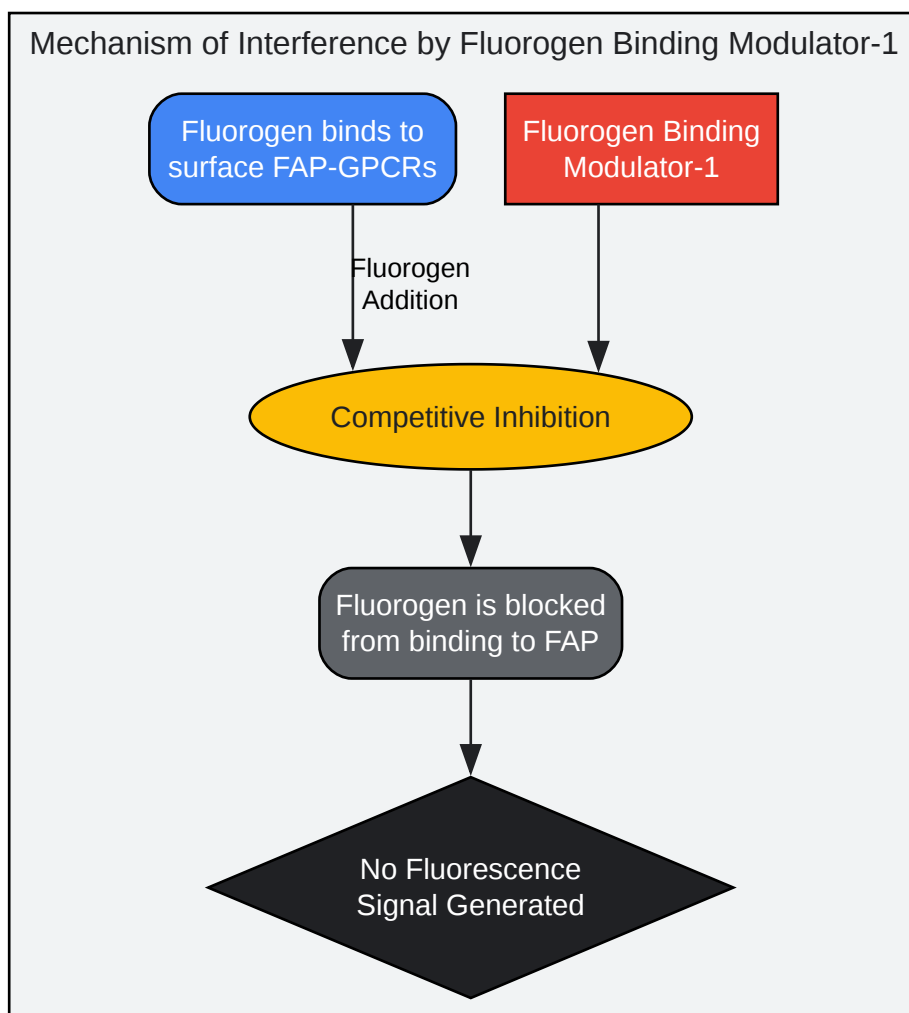 Mechanism of Interference by Fluorogen Binding Modulator-1
Fluorogen binds to
surface FAP-GPCRs
Fluorogen Binding
Modulator-1
Fluorogen
Addition
Competitive Inhibition
Fluorogen is blocked
from binding to FAP
No Fluorescence
Signal Generated